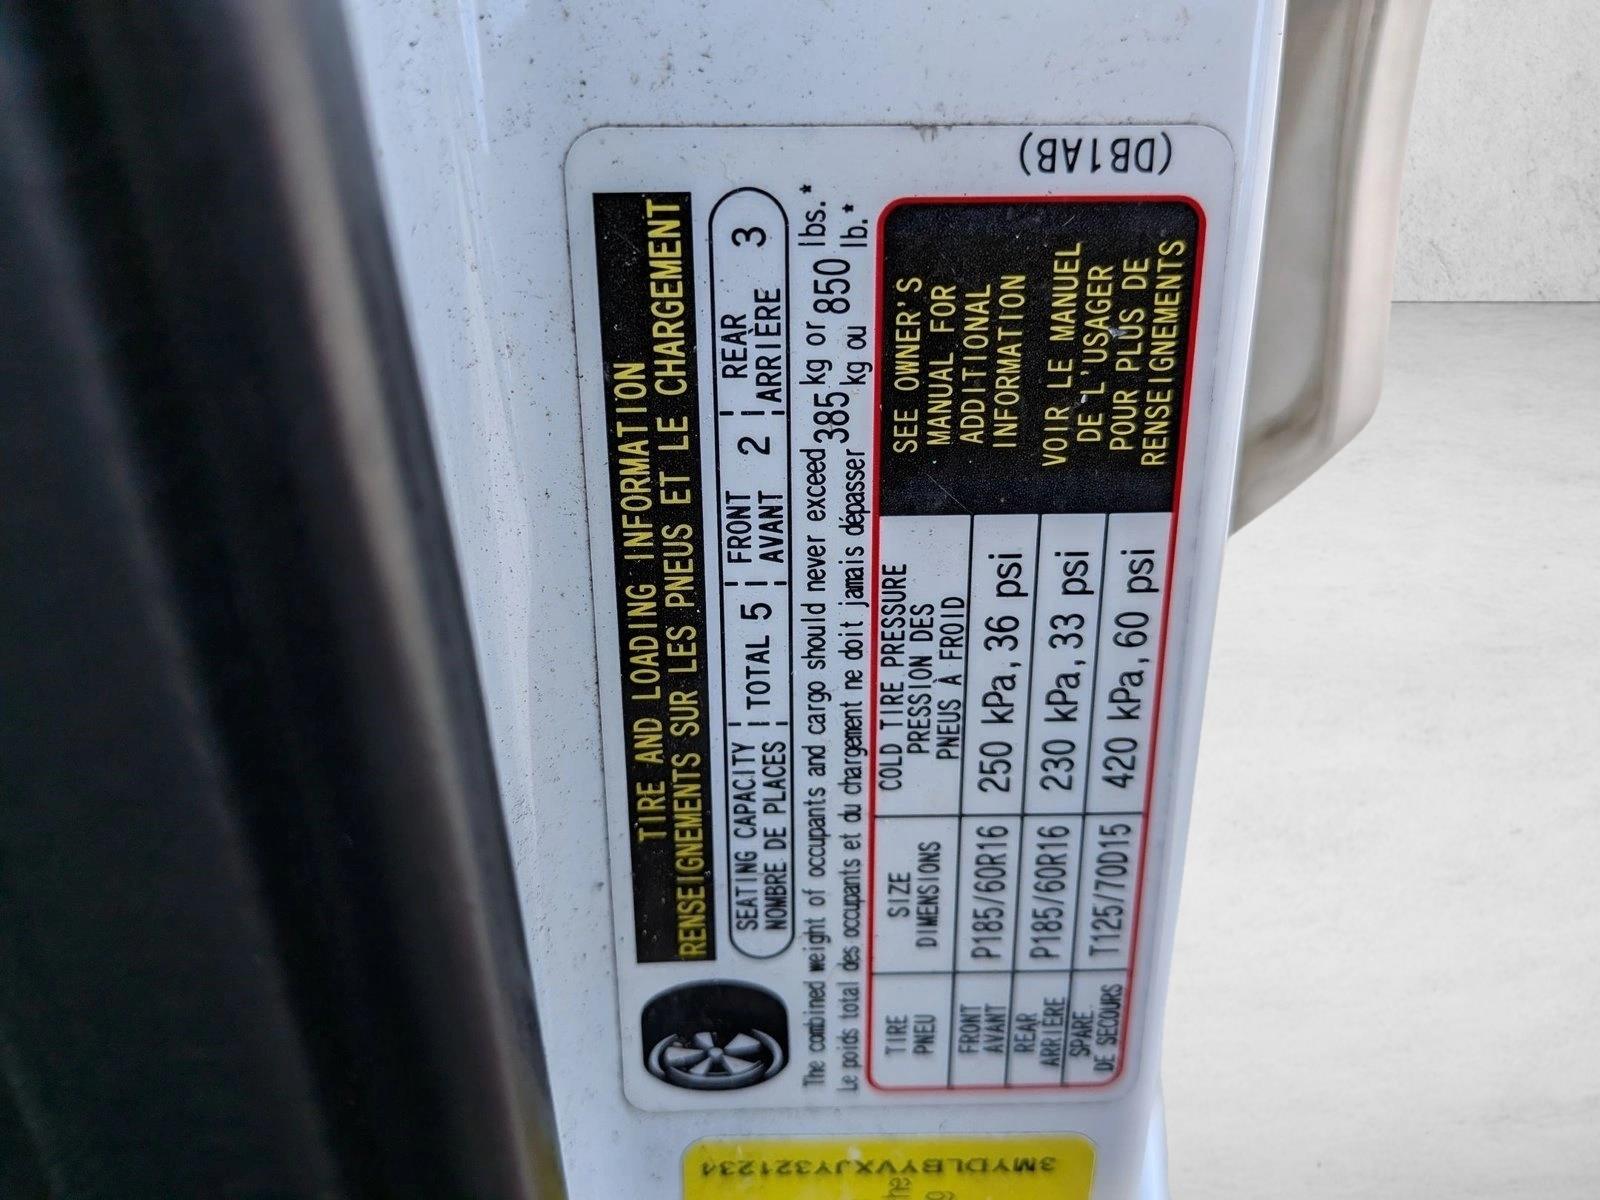 (DB1AB)
TIRE AND LOADING INFORMATION
RENSEIGNEMENTS SUR LES PNEUS ET LE CHARGEMENT
SEATING CAPACITY TOTAL 5 FRONT 2 REAR 3
NOMBRE DE PLACES AVANT ARRIÈRE
The combined weight of occupants and cargo should never exceed 385 kg or 850 lbs.*
Le poids total des occupants et du chargement ne doit jamais dépasser 385 kg ou 850 lb.*
TIRE SIZE COLD TIRE PRESSURE
PNEU DIMENSIONS PRESSION DES
PNEUS À FROID
FRONT
AVANT P185/60R16 250 kPa, 36 psi
REAR
ARRIÈRE P185/60R16 230 kPa, 33 psi
SPARE
DE SECOURS T125/70D15 420 kPa, 60 psi
SEE OWNER'S
MANUAL FOR
ADDITIONAL
INFORMATION
VOIR LE MANUEL
DE L'USAGER
POUR PLUS DE
RENSEIGNEMENTS
3MYDLBYVXJY321234